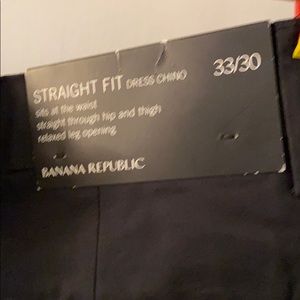 STRAIGHT FIT DRESS CHINO 33/30
sits at the waist
straight through hip and thigh
relaxed leg opening
BANANA REPUBLIC